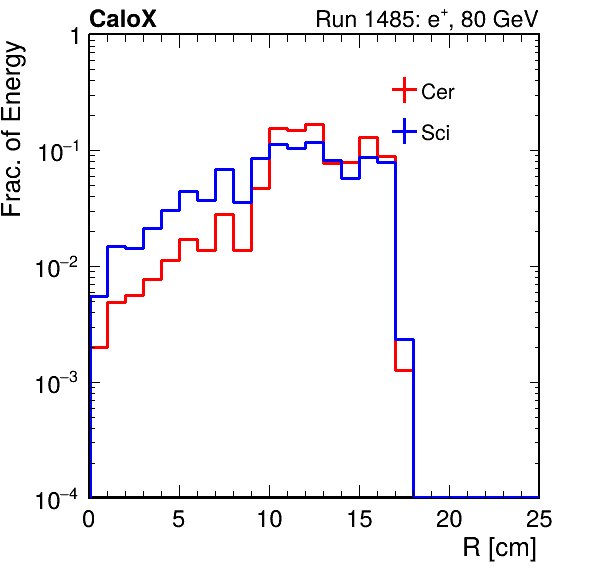 CaloX Run 1485: e⁺, 80 GeV
Frac. of Energy
1
10⁻¹
10⁻²
10⁻³
10⁻⁴
Cer
Sci
0 5 10 15 20 25
R [cm]